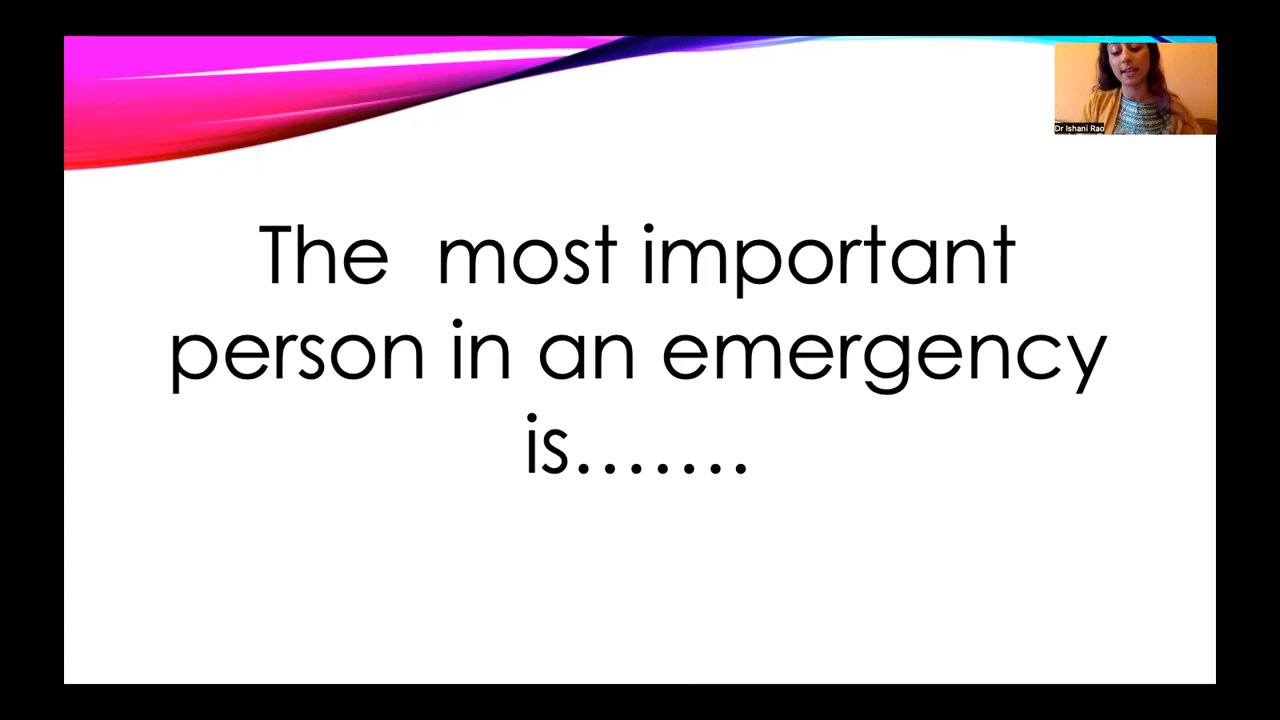 Dr Ishani Rao
The  most important
person in an emergency
is.......